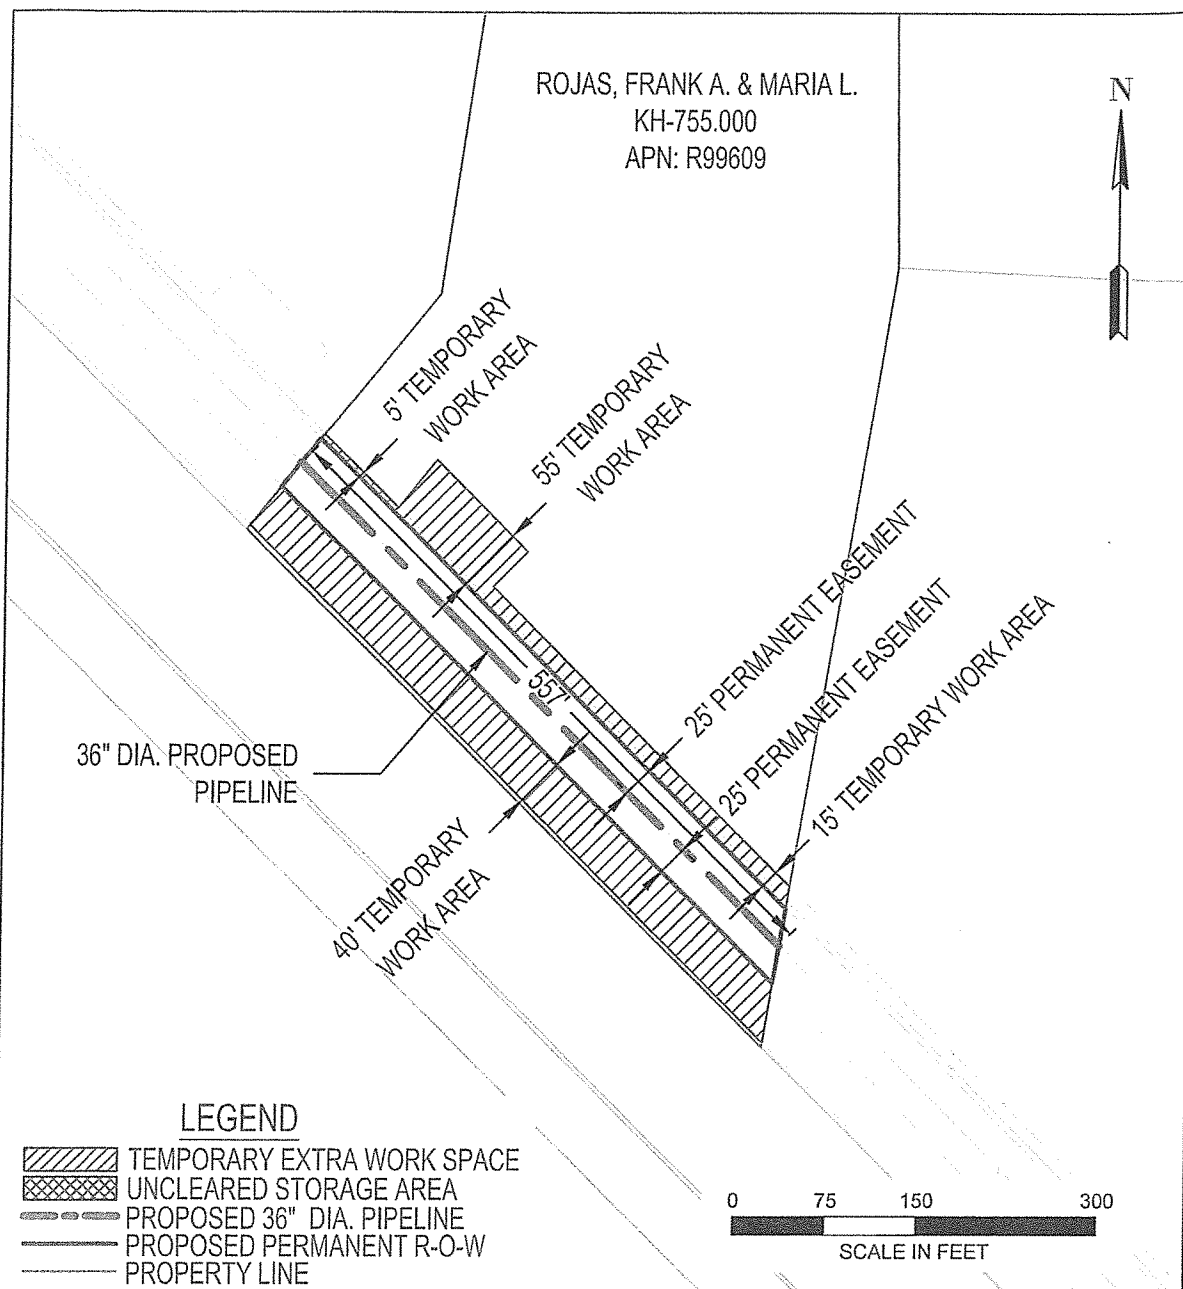 ROJAS, FRANK A. & MARIA L.
KH-755.000
APN: R99609
N
5' TEMPORARY
WORK AREA
55' TEMPORARY
WORK AREA
25' PERMANENT EASEMENT
25' PERMANENT EASEMENT
15' TEMPORARY WORK AREA
557'
36" DIA. PROPOSED
PIPELINE
40' TEMPORARY
WORK AREA
LEGEND
TEMPORARY EXTRA WORK SPACE
UNCLEARED STORAGE AREA
PROPOSED 36" DIA. PIPELINE
PROPOSED PERMANENT R-O-W
PROPERTY LINE
0 75 150 300
SCALE IN FEET